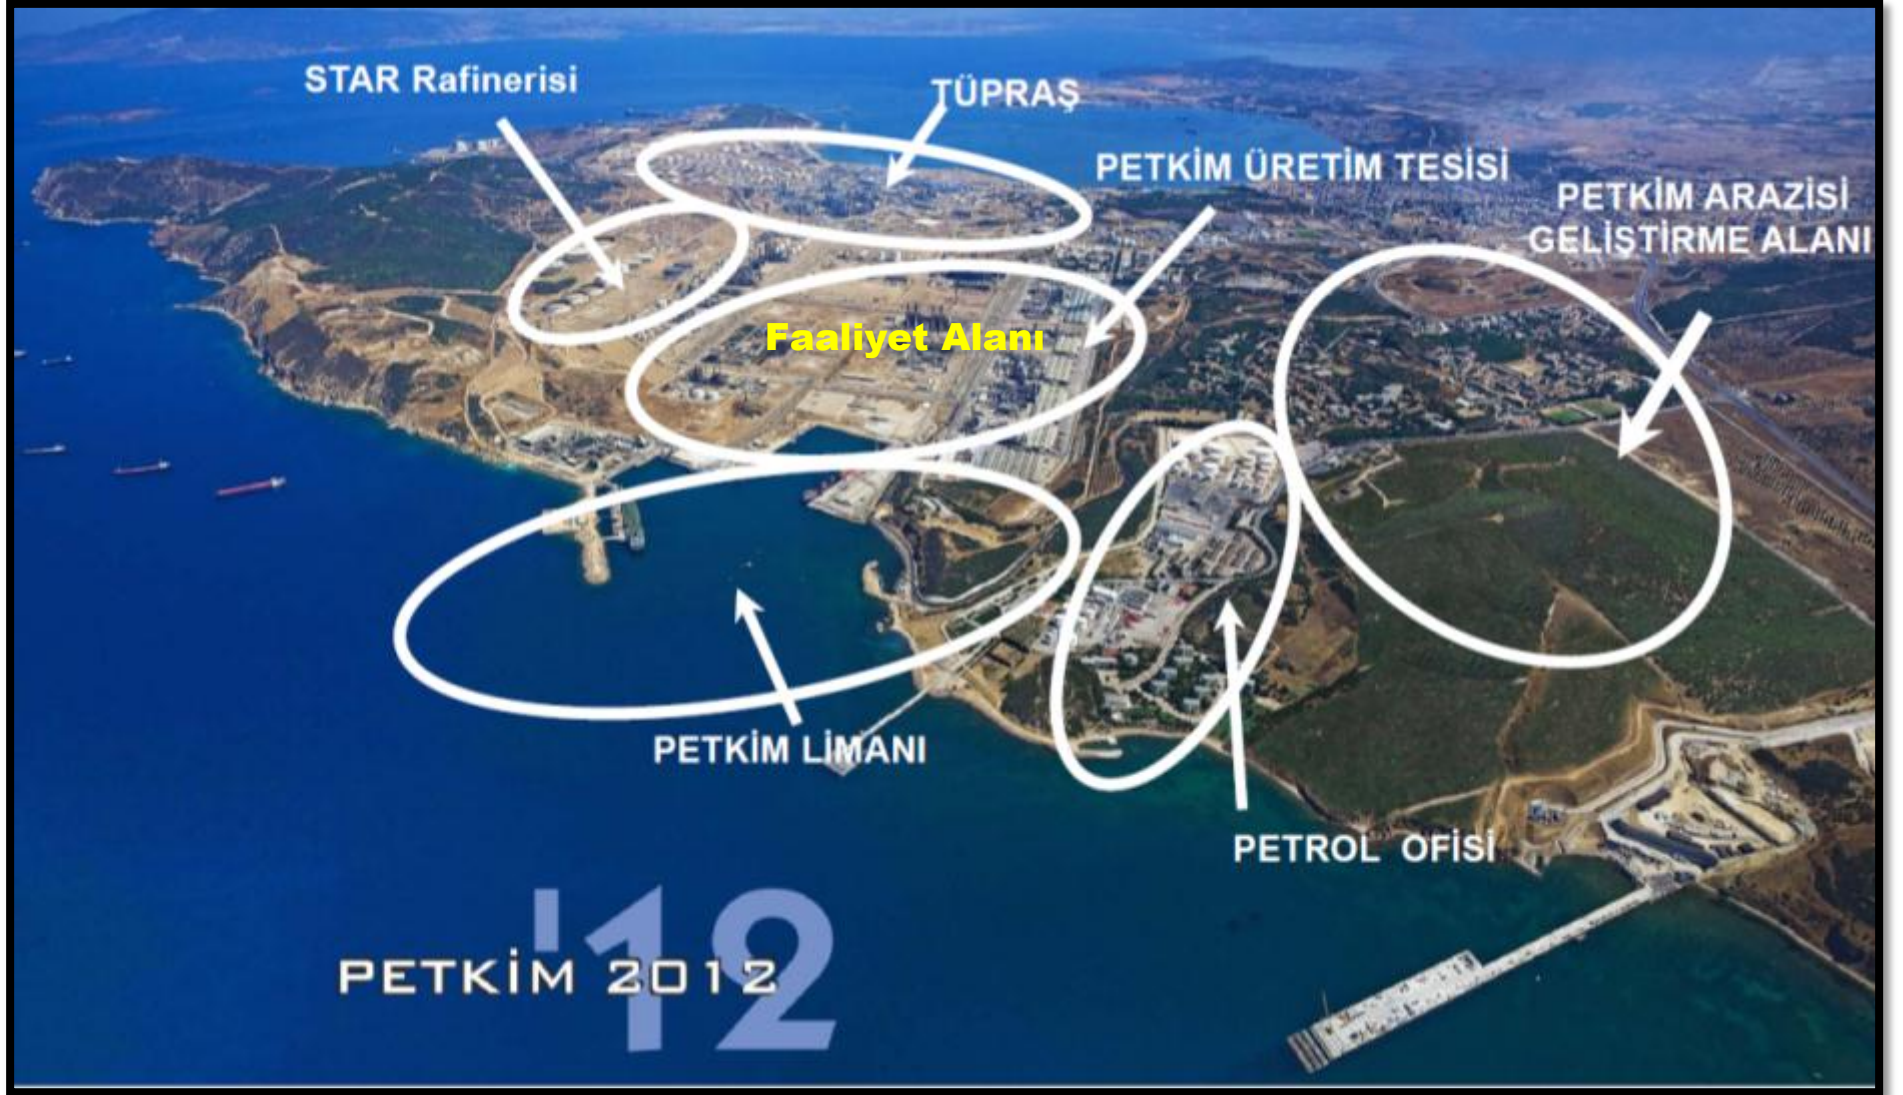 STAR Rafinerisi
TÜPRAŞ
PETKİM ÜRETİM TESİSİ
PETKİM ARAZİSİ
GELİŞTİRME ALANI
Faaliyet Alanı
PETKİM LİMANI
PETROL OFİSİ
'12
PETKİM 2012